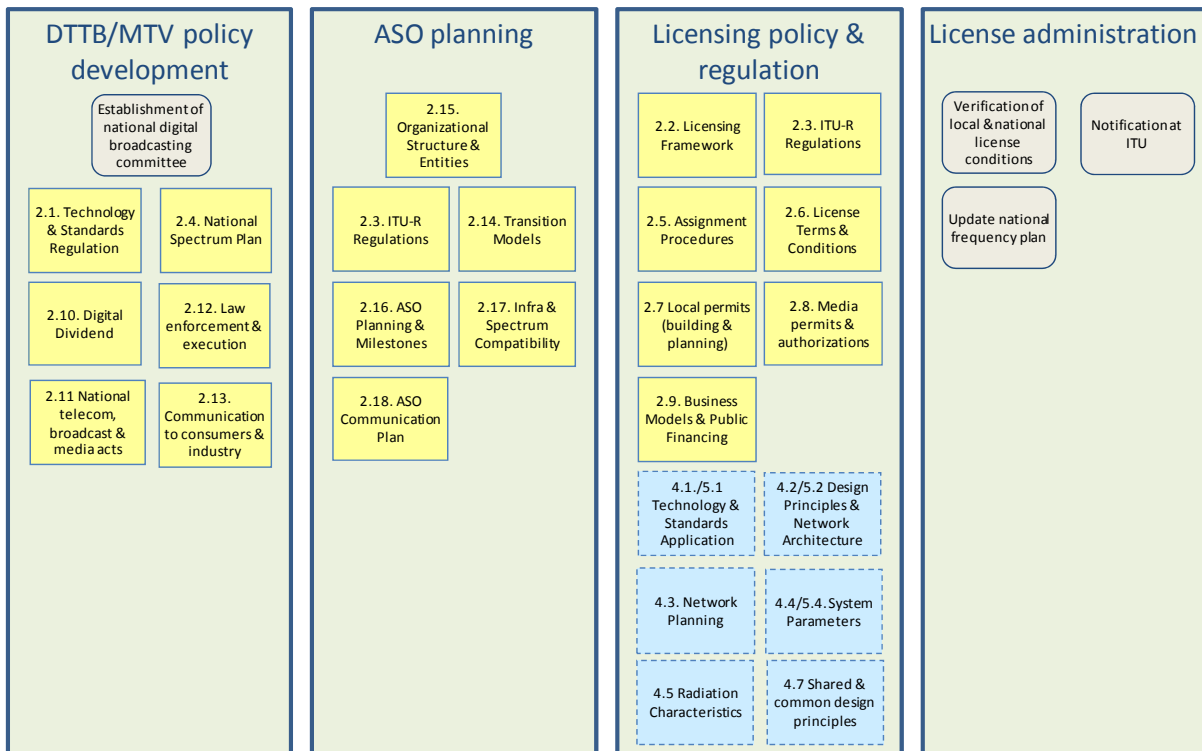 DTTB/MTV policy
development
Establishment of
national digital
broadcasting
committee
2.1. Technology
& Standards
Regulation
2.4. National
Spectrum Plan
2.10. Digital
Dividend
2.12. Law
enforcement &
execution
2.11 National
telecom,
broadcast &
media acts
2.13.
Communication
to consumers &
industry
ASO planning
2.15.
Organizational
Structure &
Entities
2.3. ITU-R
Regulations
2.14. Transition
Models
2.16. ASO
Planning &
Milestones
2.17. Infra &
Spectrum
Compatibility
2.18. ASO
Communication
Plan
Licensing policy &
regulation
2.2. Licensing
Framework
2.3. ITU-R
Regulations
2.5. Assignment
Procedures
2.6. License
Terms &
Conditions
2.7 Local permits
(building &
planning)
2.8. Media
permits &
authorizations
2.9. Business
Models & Public
Financing
4.1./5.1
Technology &
Standards
Application
4.2/5.2 Design
Principles &
Network
Architecture
4.3. Network
Planning
4.4/5.4. System
Parameters
4.5 Radiation
Characteristics
4.7 Shared &
common design
principles
License administration
Verification of
local & national
license
conditions
Notification at
ITU
Update national
frequency plan